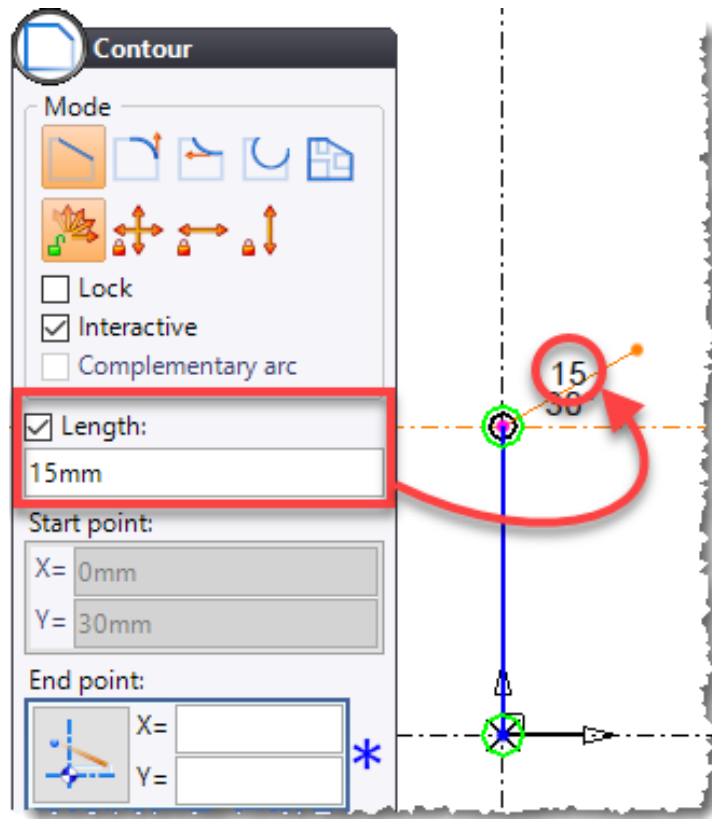 Contour
Mode
Lock
Interactive
Complementary arc
Length:
15mm
Start point:
X= 0mm
Y= 30mm
End point:
X=
Y=
*
15
30